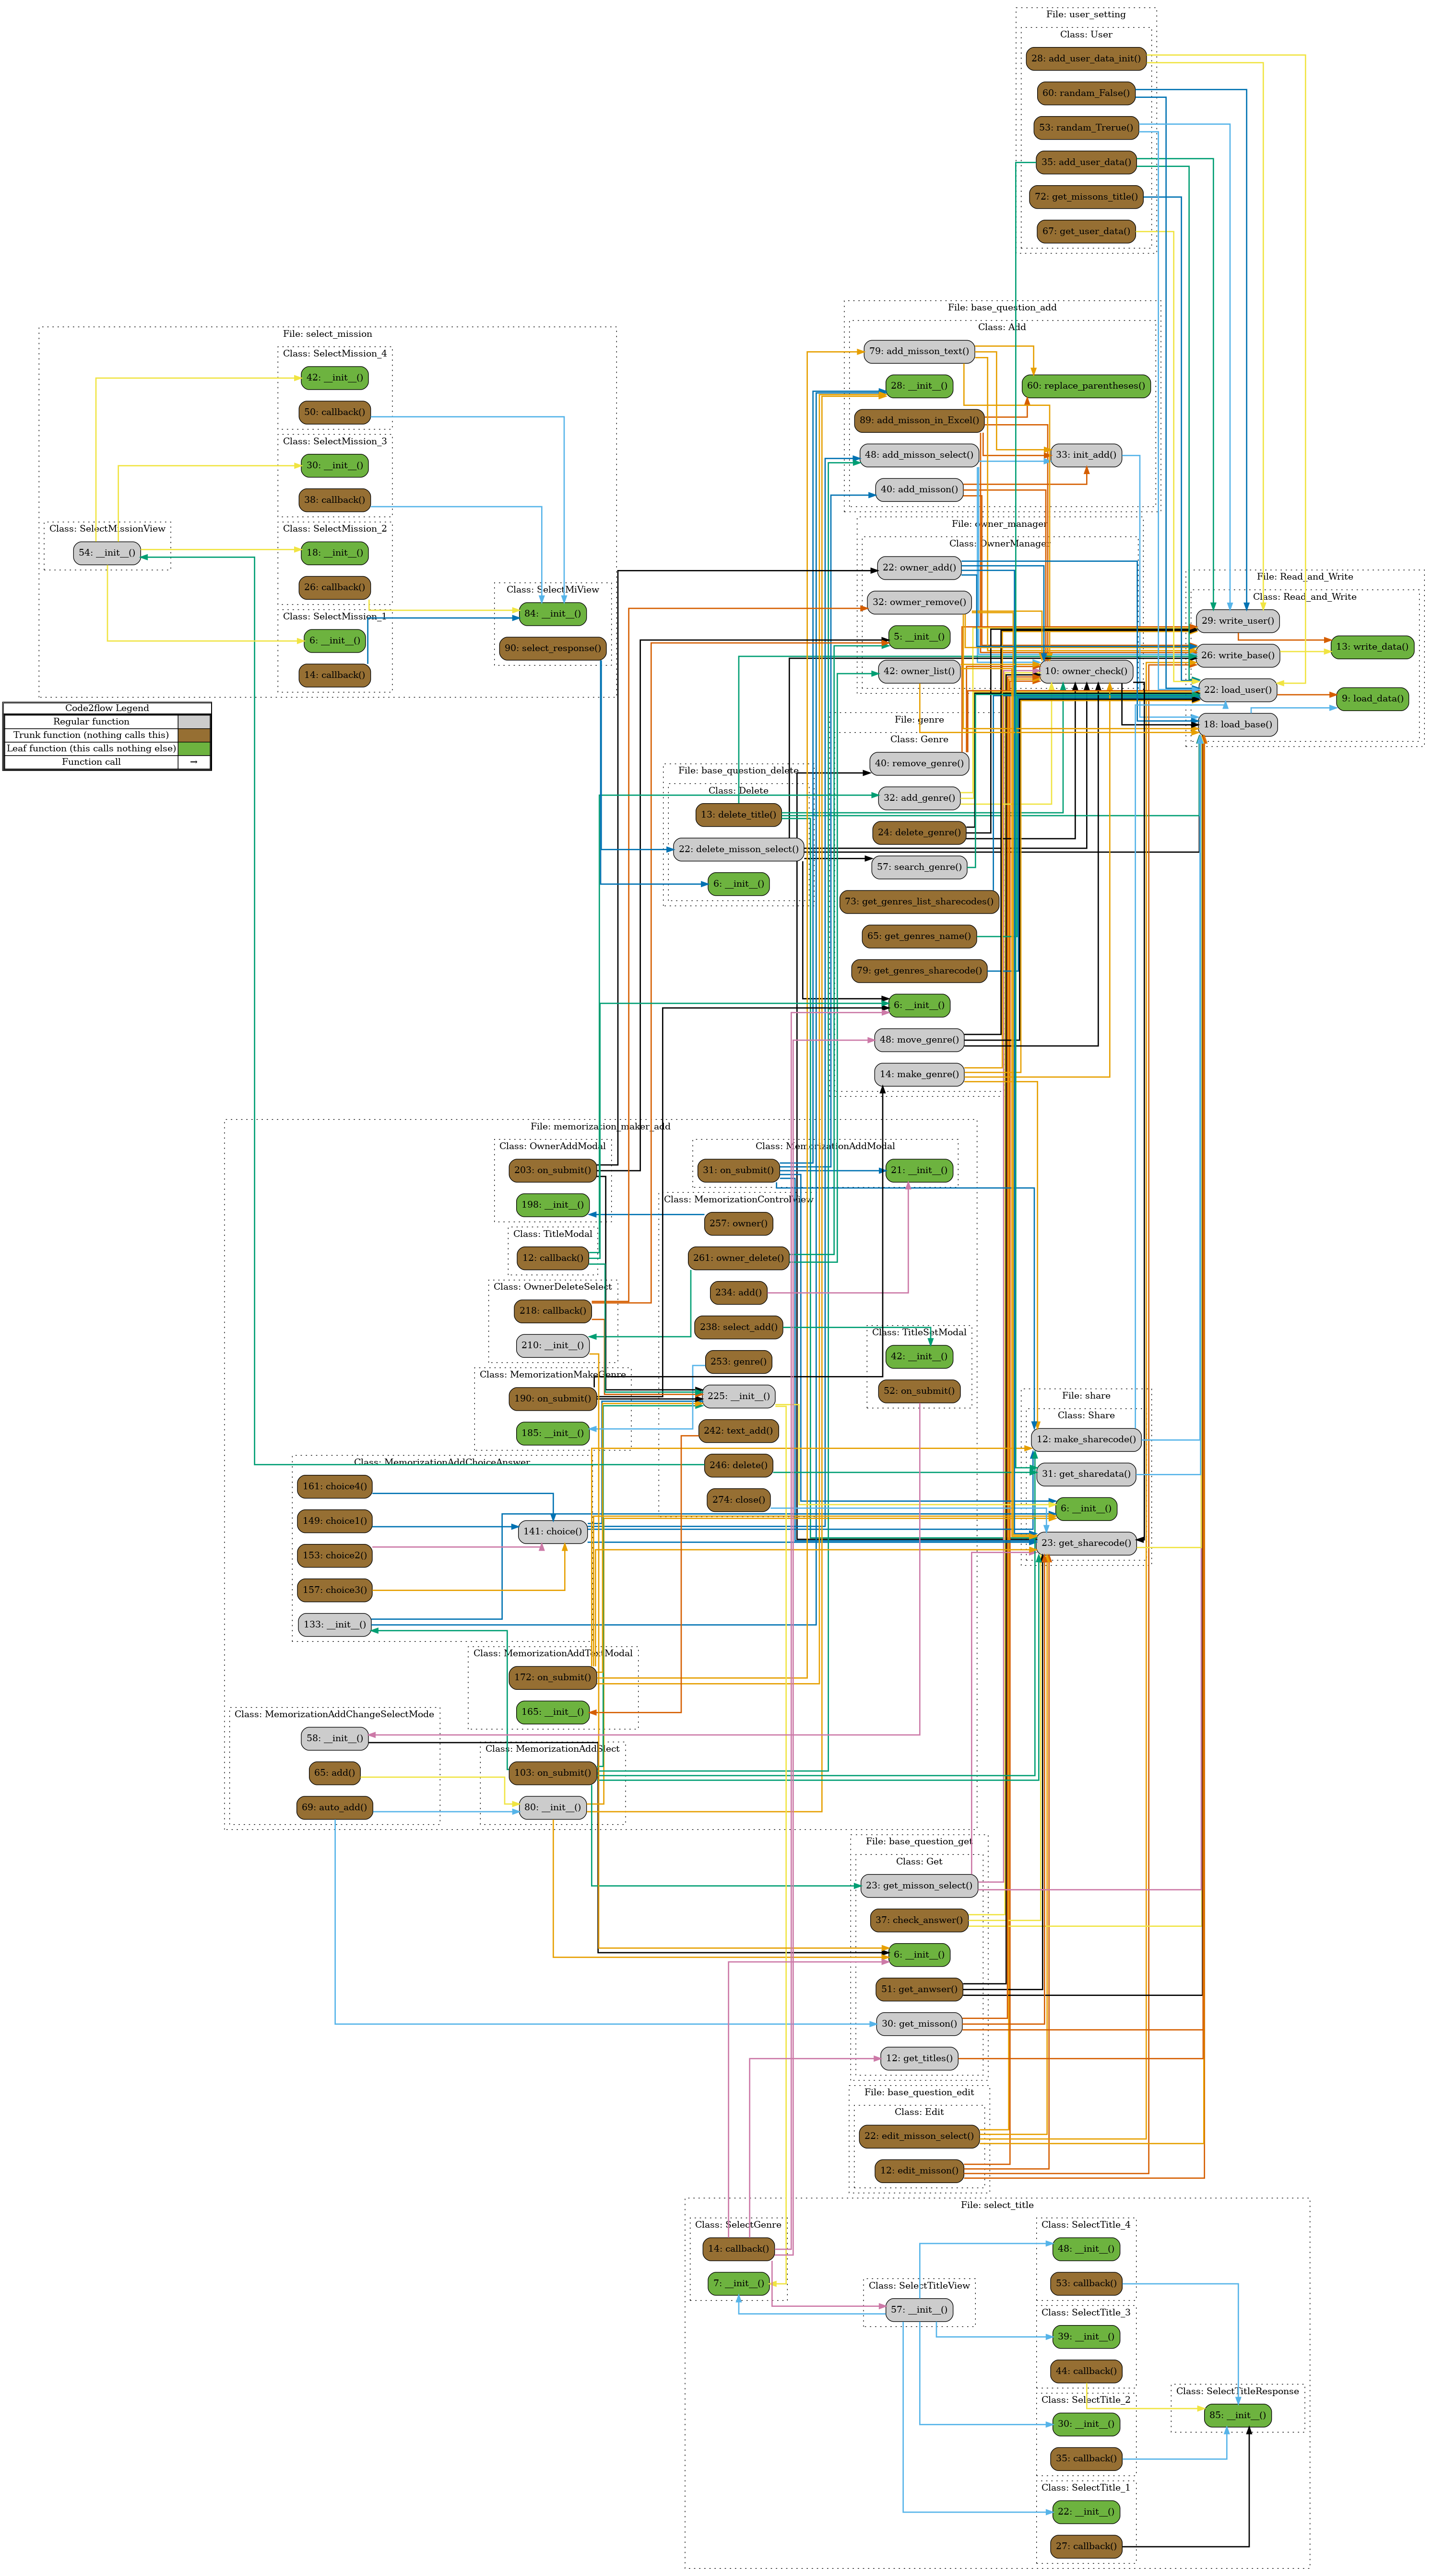 File: user_setting
Class: User
28: add_user_data_init()
60: randam_False()
53: randam_Trerue()
35: add_user_data()
72: get_missons_title()
67: get_user_data()
File: base_question_add
Class: Add
79: add_misson_text()
28: __init__()
60: replace_parentheses()
89: add_misson_in_Excel()
48: add_misson_select()
33: init_add()
40: add_misson()
File: select_mission
Class: SelectMission_4
42: __init__()
50: callback()
Class: SelectMission_3
30: __init__()
38: callback()
Class: SelectMissionView
54: __init__()
Class: SelectMission_2
18: __init__()
26: callback()
Class: SelectMission_1
6: __init__()
14: callback()
Class: SelectMiView
84: __init__()
90: select_response()
File: owner_manager
Class: OwnerManager
22: owner_add()
32: owmer_remove()
5: __init__()
42: owner_list()
10: owner_check()
File: Read_and_Write
Class: Read_and_Write
29: write_user()
13: write_data()
26: write_base()
22: load_user()
9: load_data()
18: load_base()
Code2flow Legend
Regular function
Trunk function (nothing calls this)
Leaf function (this calls nothing else)
Function call →
File: genre
Class: Genre
40: remove_genre()
32: add_genre()
24: delete_genre()
57: search_genre()
73: get_genres_list_sharecodes()
65: get_genres_name()
79: get_genres_sharecode()
6: __init__()
48: move_genre()
14: make_genre()
File: base_question_delete
Class: Delete
13: delete_title()
22: delete_misson_select()
6: __init__()
File: memorization_maker_add
Class: OwnerAddModal
203: on_submit()
198: __init__()
Class: MemorizationAddModal
31: on_submit()
21: __init__()
Class: TitleModal
12: callback()
Class: MemorizationControlView
257: owner()
261: owner_delete()
234: add()
238: select_add()
253: genre()
225: __init__()
242: text_add()
246: delete()
274: close()
Class: OwnerDeleteSelect
218: callback()
210: __init__()
Class: TitleSetModal
42: __init__()
52: on_submit()
Class: MemorizationMakeGenre
190: on_submit()
185: __init__()
Class: MemorizationAddChoiceAnswer
161: choice4()
149: choice1()
153: choice2()
157: choice3()
141: choice()
133: __init__()
Class: MemorizationAddTextModal
172: on_submit()
165: __init__()
Class: MemorizationAddChangeSelectMode
58: __init__()
65: add()
69: auto_add()
Class: MemorizationAddSlect
103: on_submit()
80: __init__()
File: share
Class: Share
12: make_sharecode()
31: get_sharedata()
6: __init__()
23: get_sharecode()
File: base_question_get
Class: Get
23: get_misson_select()
37: check_answer()
6: __init__()
51: get_anwser()
30: get_misson()
12: get_titles()
File: base_question_edit
Class: Edit
22: edit_misson_select()
12: edit_misson()
File: select_title
Class: SelectGenre
14: callback()
7: __init__()
Class: SelectTitleView
57: __init__()
Class: SelectTitle_4
48: __init__()
53: callback()
Class: SelectTitle_3
39: __init__()
44: callback()
Class: SelectTitleResponse
85: __init__()
Class: SelectTitle_2
30: __init__()
35: callback()
Class: SelectTitle_1
22: __init__()
27: callback()